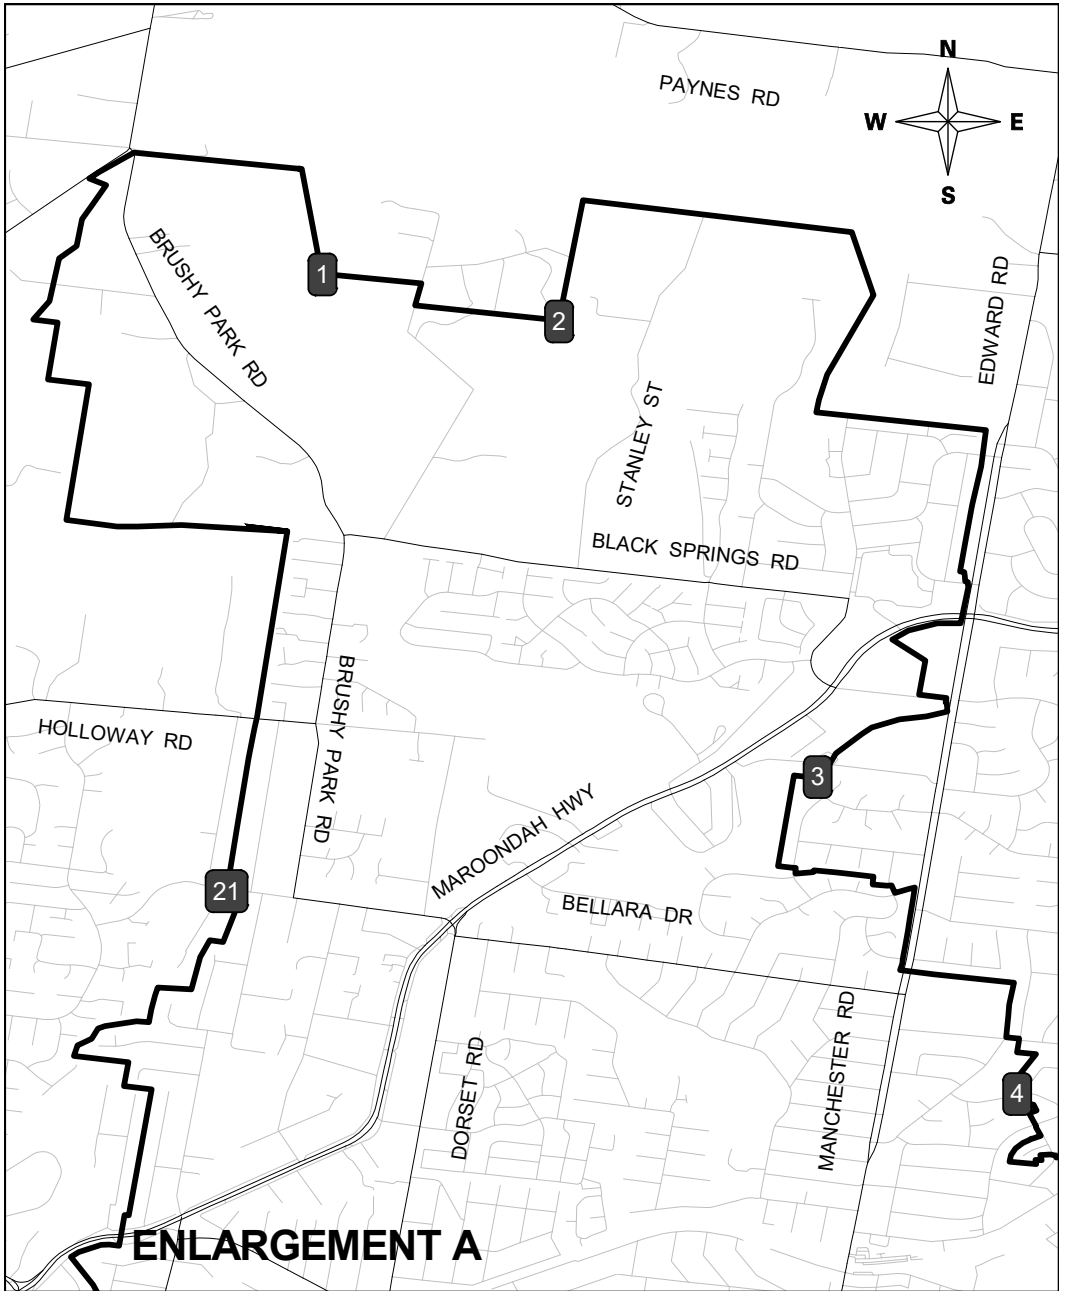 N
PAYNES RD
W
E
S
BRUSHY PARK RD
1
EDWARD RD
2
STANLEY ST
BLACK SPRINGS RD
BRUSHY PARK RD
HOLLOWAY RD
3
MAROONDAH HWY
21
BELLARA DR
MANCHESTER RD
DORSET RD
4
ENLARGEMENT A